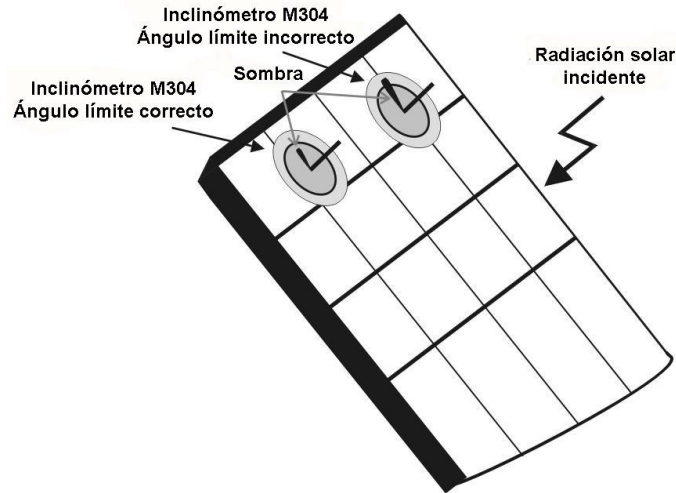 Inclinómetro M304
Ángulo límite incorrecto
Sombra
Inclinómetro M304
Ángulo límite correcto
Radiación solar
incidente